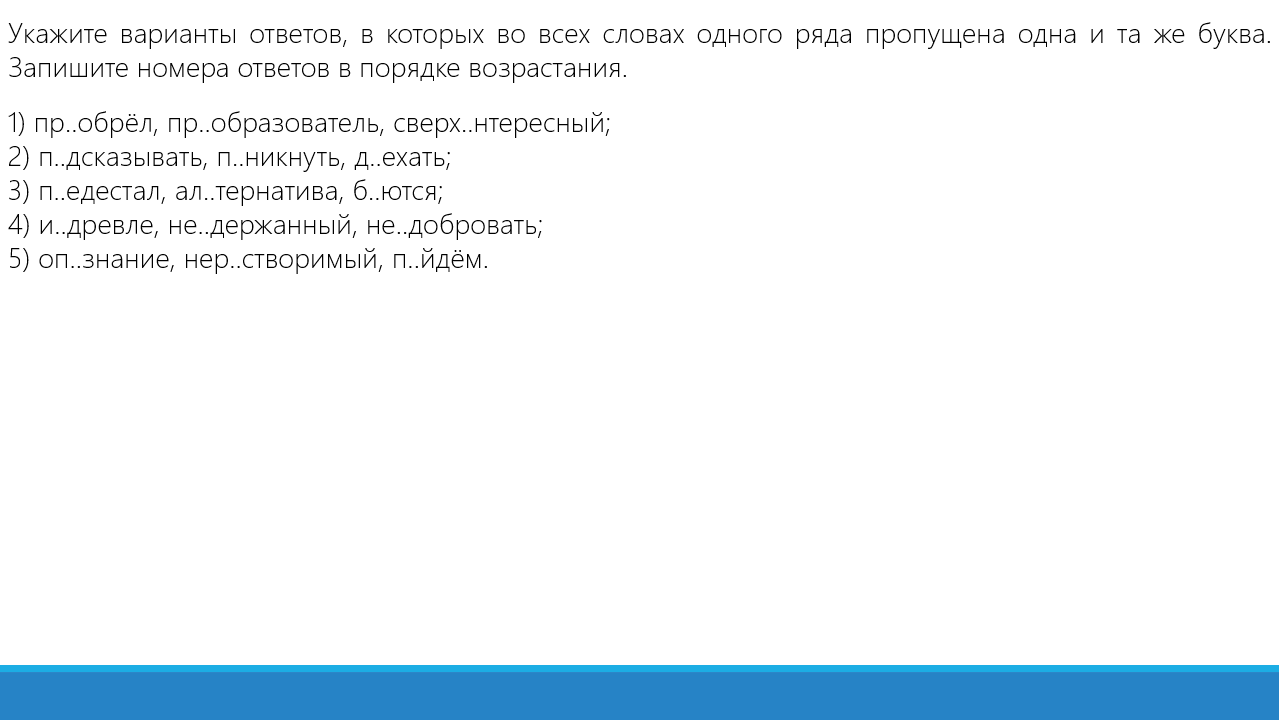 Укажите варианты ответов, в которых во всех словах одного ряда пропущена одна и та же буква.
Запишите номера ответов в порядке возрастания.
1) пр..обрёл, пр..образователь, сверх..нтересный;
2) п..дсказывать, п..никнуть, д..ехать;
3) п..едестал, ал..тернатива, б..ются;
4) и..древле, не..держанный, не..добровать;
5) оп..знание, нер..створимый, п..йдём.